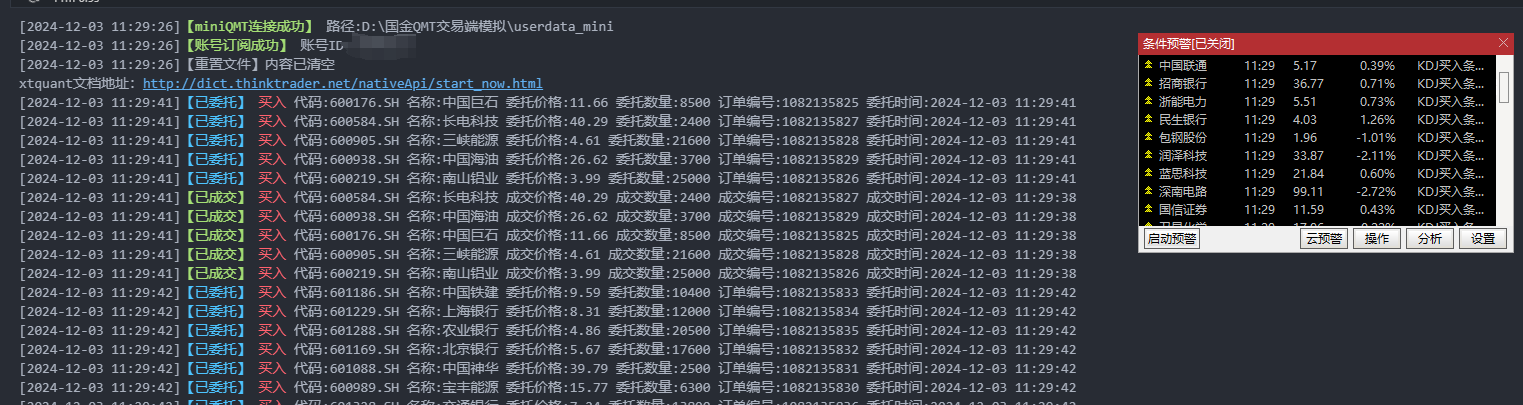 [2024-12-03 11:29:26]【miniQMT连接成功】 路径:D:\国金QMT交易端模拟\userdata_mini
[2024-12-03 11:29:26]【账号订阅成功】 账号ID
[2024-12-03 11:29:26]【重置文件】内容已清空
xtquant文档地址: http://dict.thinktrader.net/nativeApi/start_now.html
[2024-12-03 11:29:41]【已委托】 买入 代码:600176.SH 名称:中国巨石 委托价格:11.66 委托数量:8500 订单编号:1082135825 委托时间:2024-12-03 11:29:41
[2024-12-03 11:29:41]【已委托】 买入 代码:600584.SH 名称:长电科技 委托价格:40.29 委托数量:2400 订单编号:1082135827 委托时间:2024-12-03 11:29:41
[2024-12-03 11:29:41]【已委托】 买入 代码:600905.SH 名称:三峡能源 委托价格:4.61 委托数量:21600 订单编号:1082135828 委托时间:2024-12-03 11:29:41
[2024-12-03 11:29:41]【已委托】 买入 代码:600938.SH 名称:中国海油 委托价格:26.62 委托数量:3700 订单编号:1082135829 委托时间:2024-12-03 11:29:41
[2024-12-03 11:29:41]【已委托】 买入 代码:600219.SH 名称:南山铝业 委托价格:3.99 委托数量:25000 订单编号:1082135826 委托时间:2024-12-03 11:29:41
[2024-12-03 11:29:41]【已成交】 买入 代码:600584.SH 名称:长电科技 成交价格:40.29 成交数量:2400 订单编号:1082135827 成交时间:2024-12-03 11:29:38
[2024-12-03 11:29:41]【已成交】 买入 代码:600938.SH 名称:中国海油 成交价格:26.62 成交数量:3700 订单编号:1082135829 成交时间:2024-12-03 11:29:38
[2024-12-03 11:29:41]【已成交】 买入 代码:600176.SH 名称:中国巨石 成交价格:11.66 成交数量:8500 订单编号:1082135825 成交时间:2024-12-03 11:29:38
[2024-12-03 11:29:41]【已成交】 买入 代码:600905.SH 名称:三峡能源 成交价格:4.61 成交数量:21600 订单编号:1082135828 成交时间:2024-12-03 11:29:38
[2024-12-03 11:29:41]【已成交】 买入 代码:600219.SH 名称:南山铝业 成交价格:3.99 成交数量:25000 订单编号:1082135826 成交时间:2024-12-03 11:29:38
[2024-12-03 11:29:42]【已委托】 买入 代码:601186.SH 名称:中国铁建 委托价格:9.59 委托数量:10400 订单编号:1082135833 委托时间:2024-12-03 11:29:42
[2024-12-03 11:29:42]【已委托】 买入 代码:601229.SH 名称:上海银行 委托价格:8.31 委托数量:12000 订单编号:1082135834 委托时间:2024-12-03 11:29:42
[2024-12-03 11:29:42]【已委托】 买入 代码:601288.SH 名称:农业银行 委托价格:4.86 委托数量:20500 订单编号:1082135835 委托时间:2024-12-03 11:29:42
[2024-12-03 11:29:42]【已委托】 买入 代码:601169.SH 名称:北京银行 委托价格:5.67 委托数量:17600 订单编号:1082135832 委托时间:2024-12-03 11:29:42
[2024-12-03 11:29:42]【已委托】 买入 代码:601088.SH 名称:中国神华 委托价格:39.79 委托数量:2500 订单编号:1082135831 委托时间:2024-12-03 11:29:42
[2024-12-03 11:29:42]【已委托】 买入 代码:600989.SH 名称:宝丰能源 委托价格:15.77 委托数量:6300 订单编号:1082135830 委托时间:2024-12-03 11:29:42
条件预警[已关闭]
中国联通 11:29 5.17 0.39% KDJ买入条...
招商银行 11:29 36.77 0.71% KDJ买入条...
浙能电力 11:29 5.51 0.73% KDJ买入条...
民生银行 11:29 4.03 1.26% KDJ买入条...
包钢股份 11:29 1.96 -1.01% KDJ买入条...
润泽科技 11:29 33.87 -2.11% KDJ买入条...
蓝思科技 11:29 21.84 0.60% KDJ买入条...
深南电路 11:29 99.11 -2.72% KDJ买入条...
国信证券 11:29 11.59 0.43% KDJ买入条...
启动预警 云预警 操作 分析 设置